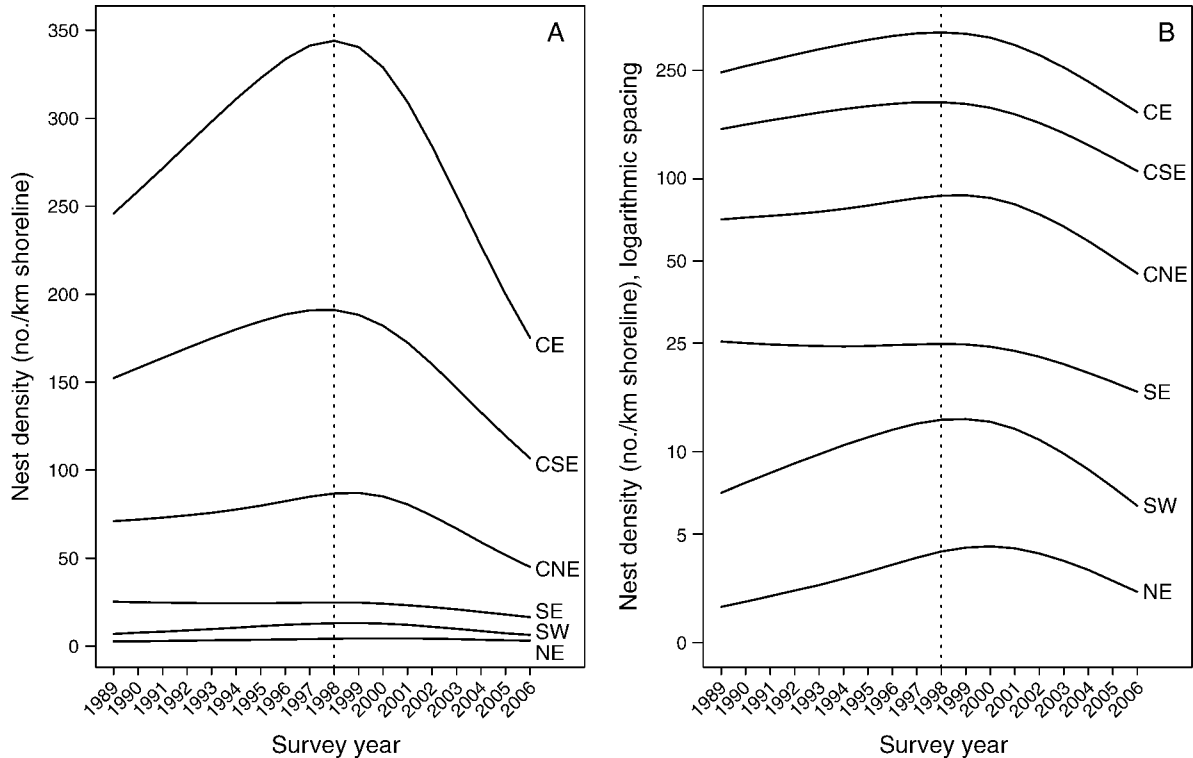 A
Nest density (no./km shoreline)
350
300
250
200
150
100
50
0
CE
CSE
CNE
SE
SW
NE
1989 1990 1991 1992 1993 1994 1995 1996 1997 1998 1999 2000 2001 2002 2003 2004 2005 2006
Survey year
B
Nest density (no./km shoreline), logarithmic spacing
250
100
50
25
10
5
0
CE
CSE
CNE
SE
SW
NE
1989 1990 1991 1992 1993 1994 1995 1996 1997 1998 1999 2000 2001 2002 2003 2004 2005 2006
Survey year